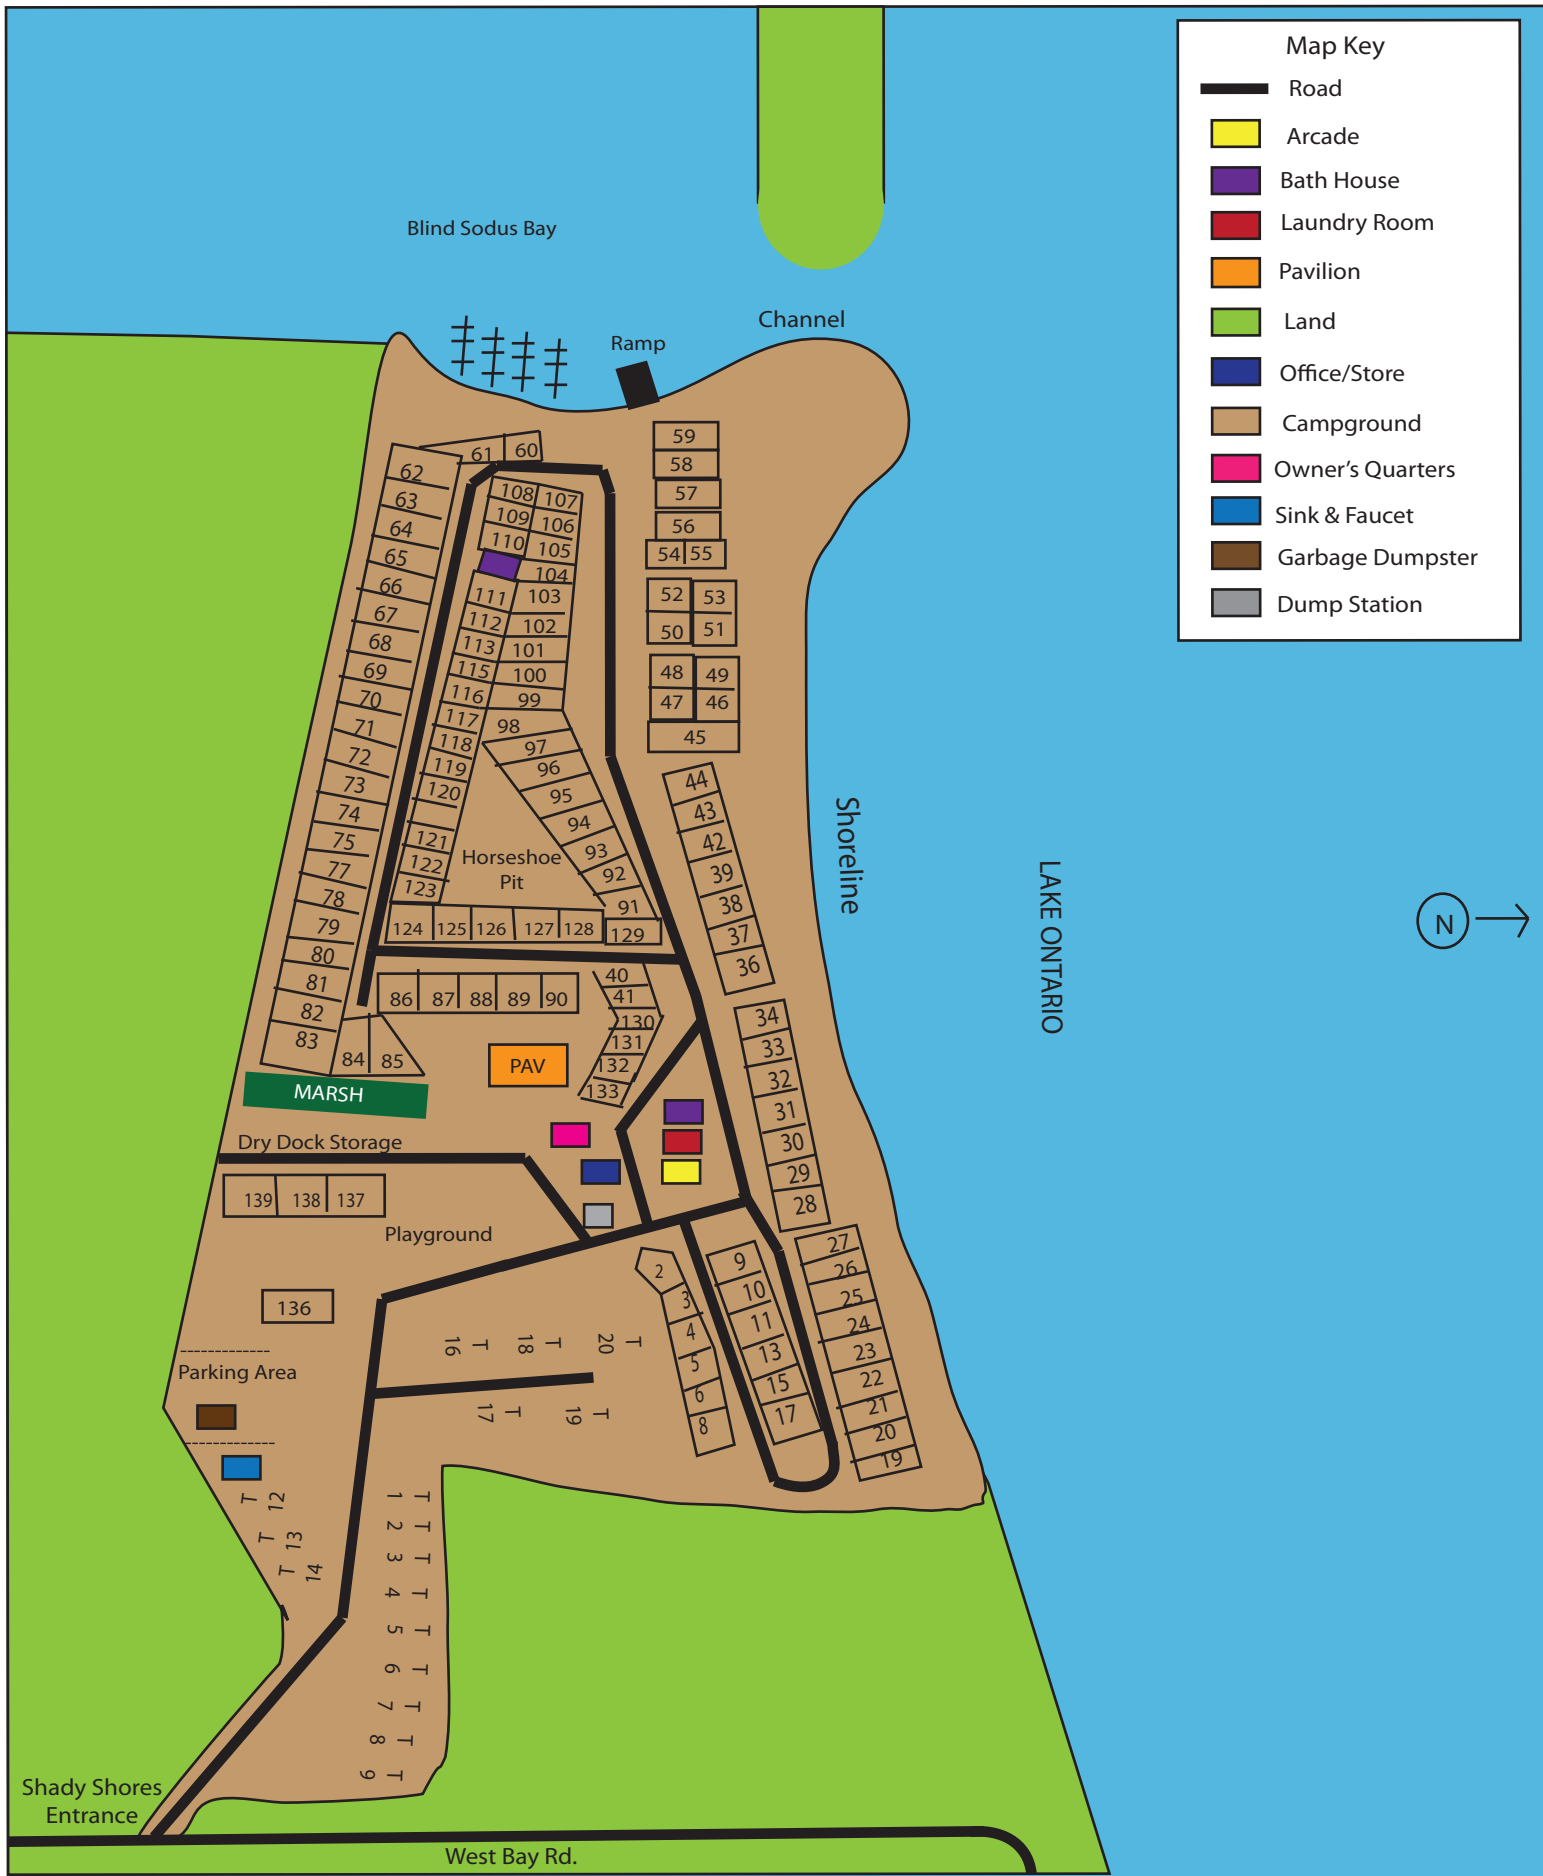 Map Key
Road
Arcade
Bath House
Laundry Room
Pavilion
Land
Office/Store
Campground
Owner's Quarters
Sink & Faucet
Garbage Dumpster
Dump Station
Blind Sodus Bay
Channel
Ramp
59
58
57
56
54 55
52 53
50 51
48 49
47 46
45
61 60
62
63
64
65
66
67
68
69
70
71
72
73
74
75
77
78
79
80
81
82
83
84 85
108 107
109 106
110 105
104
111 103
112 102
113 101
115 100
116 99
117 98
118 97
119 96
120 95
94
121 93
122 92
123 91
Horseshoe
Pit
124 125 126 127 128 129
44
43
42
39
38
37
36
Shoreline
LAKE ONTARIO
N
86 87 88 89 90
40
41
130
131
132
133
34
33
32
31
30
29
28
PAV
MARSH
Dry Dock Storage
139 138 137
Playground
136
2
3
4
5
6
8
9
10
11
13
15
17
27
26
25
24
23
22
21
20
19
16 T 18 T 20 T
17 T 19 T
Parking Area
T 12
T 13
T 14
1 T
2 T
3 T
4 T
5 T
6 T
7 T
8 T
9 T
Shady Shores
Entrance
West Bay Rd.